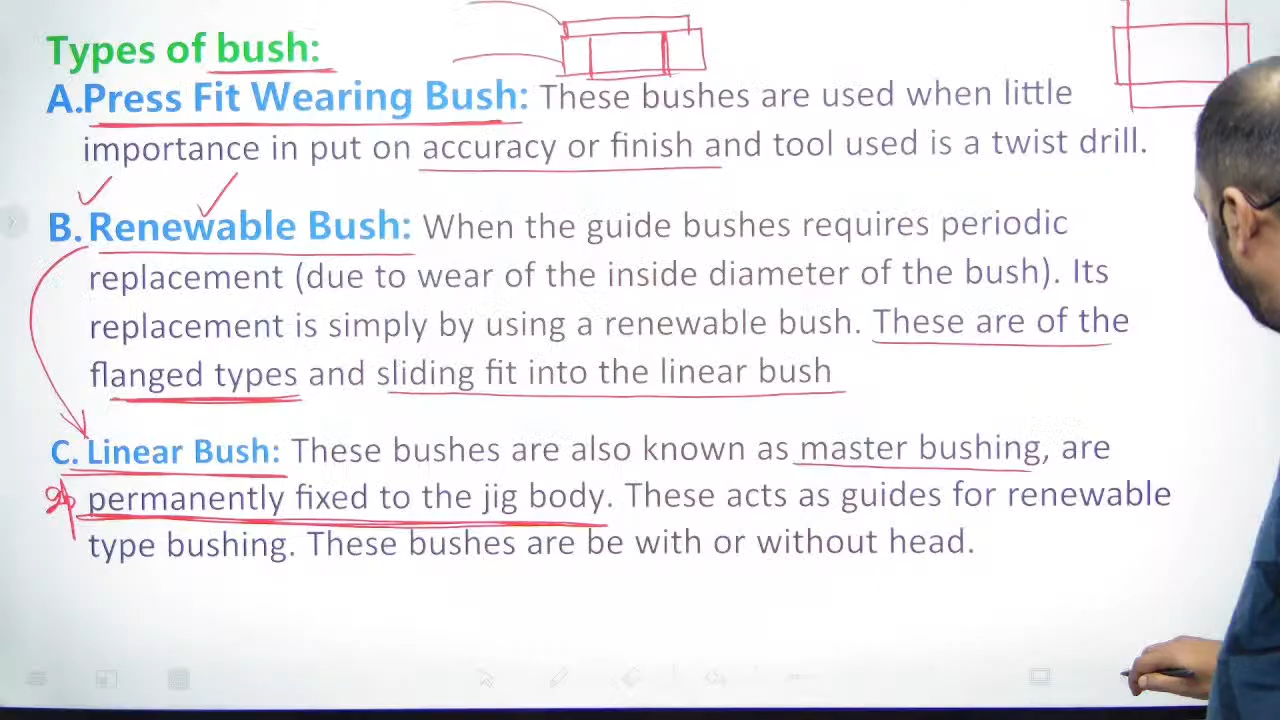 Types of bush:
A.Press Fit Wearing Bush: These bushes are used when little
importance in put on accuracy or finish and tool used is a twist drill.
B. Renewable Bush: When the guide bushes requires periodic
replacement (due to wear of the inside diameter of the bush). Its
replacement is simply by using a renewable bush. These are of the
flanged types and sliding fit into the linear bush
C. Linear Bush: These bushes are also known as master bushing, are
permanently fixed to the jig body. These acts as guides for renewable
type bushing. These bushes are be with or without head.